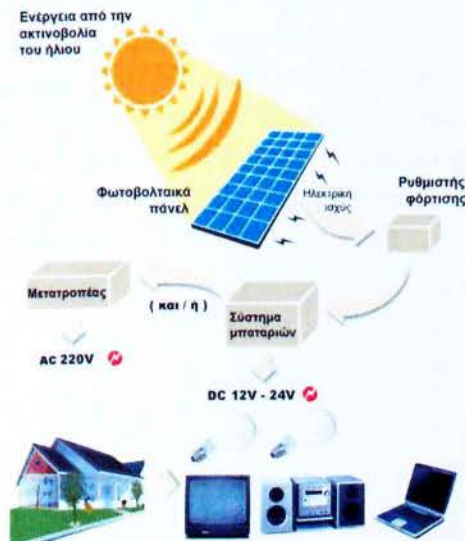 Ενέργεια από την
ακτινοβολία
του ήλιου
Φωτοβολταικά
πάνελ
Ηλεκτρική
ισχύς
Ρυθμιστής
φόρτισης
Μετατροπέας
( και / ή )
Σύστημα
μπαταριών
AC 220V
DC 12V - 24V